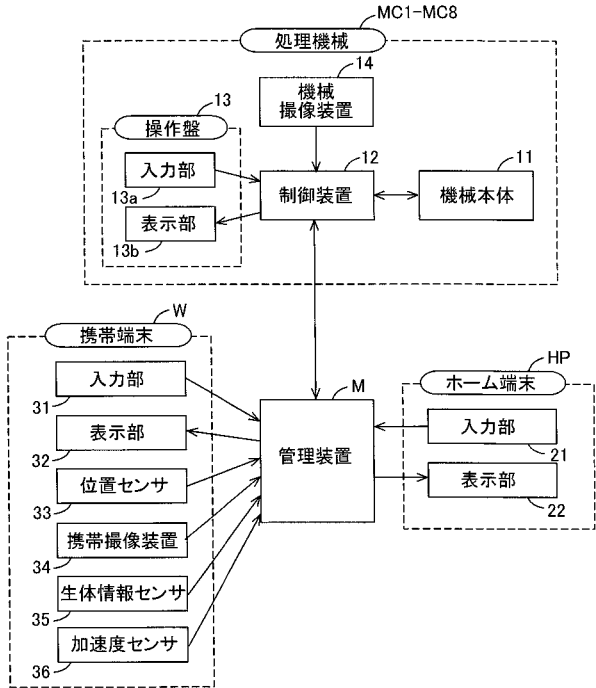 MC1-MC8
処理機械
14
機械
撮像装置
13
操作盤
12
11
入力部
13a
制御装置
機械本体
表示部
13b
W
携帯端末
HP
ホーム端末
M
入力部
31
入力部
21
表示部
32
管理装置
表示部
22
位置センサ
33
携帯撮像装置
34
生体情報センサ
35
加速度センサ
36